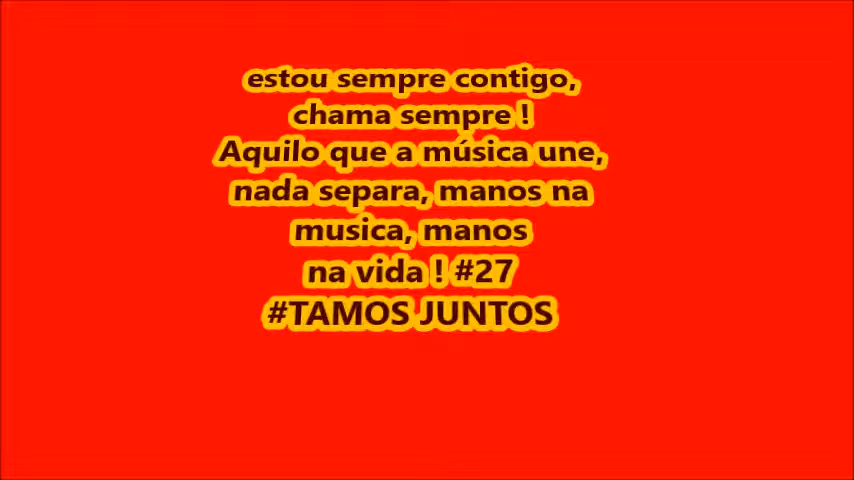 estou sempre contigo,
chama sempre !
Aquilo que a música une,
nada separa, manos na
musica, manos
na vida ! #27
#TAMOS JUNTOS